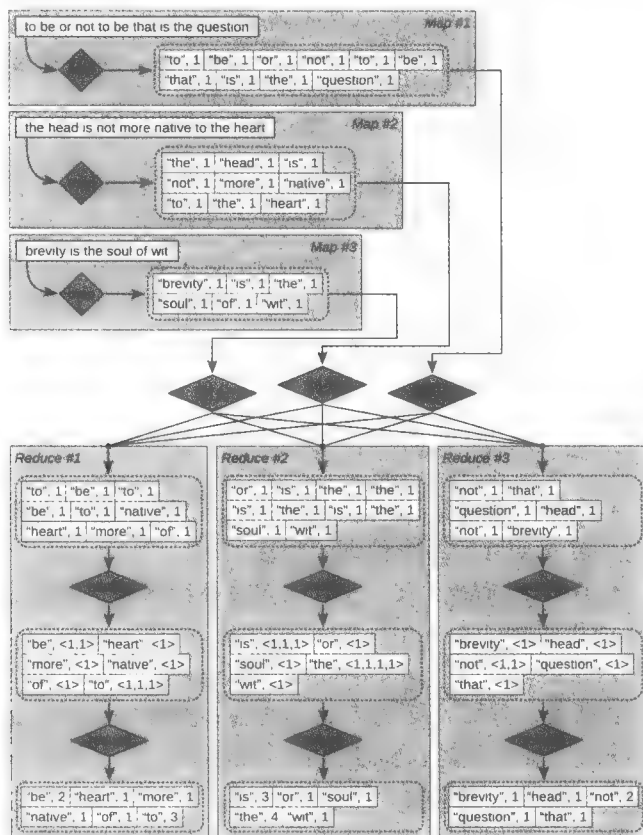 to be or not to be that is the question
Map #1
"to", 1 "be", 1 "or", 1 "not", 1 "to", 1 "be", 1
"that", 1 "is", 1 "the", 1 "question", 1
the head is not more native to the heart
Map #2
"the", 1 "head", 1 "is", 1
"not", 1 "more", 1 "native", 1
"to", 1 "the", 1 "heart", 1
brevity is the soul of wit
Map #3
"brevity", 1 "is", 1 "the", 1
"soul", 1 "of", 1 "wit", 1
Reduce #1
"to", 1 "be", 1 "to", 1
"be", 1 "to", 1 "native", 1
"heart", 1 "more", 1 "of", 1
"be", <1,1> "heart" <1>
"more", <1> "native", <1>
"of", <1> "to", <1,1,1>
"be", 2 "heart", 1 "more", 1
"native", 1 "of", 1 "to", 3
Reduce #2
"or", 1 "is", 1 "the", 1 "the", 1
"is", 1 "the", 1 "is", 1 "the", 1
"soul", 1 "wit", 1
"is", <1,1,1> "or", <1>
"soul", <1> "the", <1,1,1,1>
"wit", <1>
"is", 3 "or", 1 "soul", 1
"the", 4 "wit", 1
Reduce #3
"not", 1 "that", 1
"question", 1 "head", 1
"not", 1 "brevity", 1
"brevity", <1> "head", <1>
"not", <1,1> "question", <1>
"that", <1>
"brevity", 1 "head", 1 "not", 2
"question", 1 "that", 1